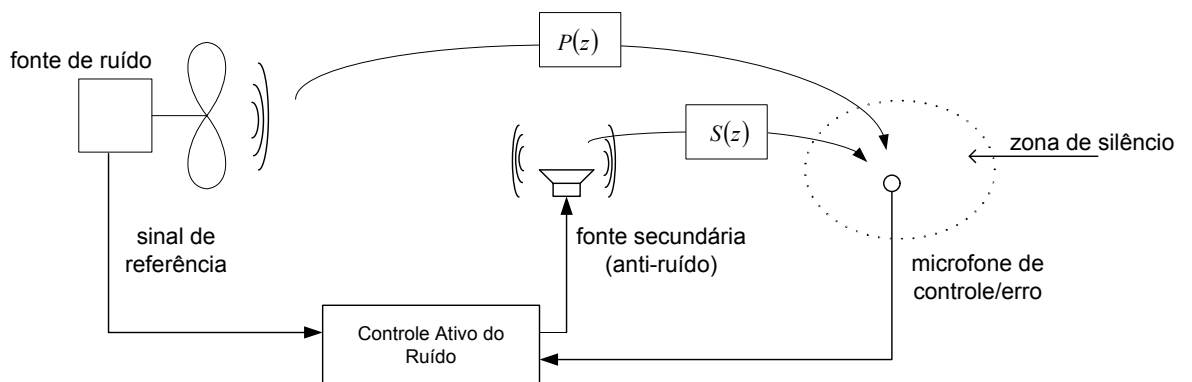 P(z)
fonte de ruído
S(z)
zona de silêncio
sinal de
referência
fonte secundária
(anti-ruído)
microfone de
controle/erro
Controle Ativo do
Ruído